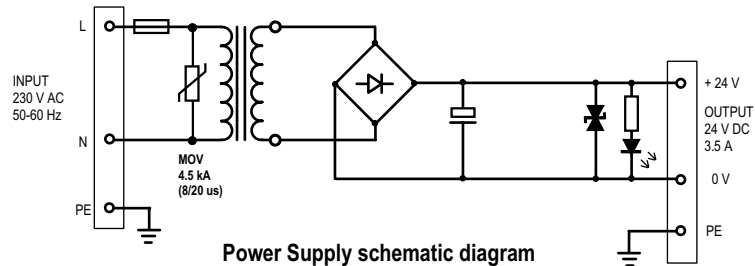 L
INPUT
230 V AC
50-60 Hz
N
MOV
4.5 kA
(8/20 us)
PE
+ 24 V
OUTPUT
24 V DC
3.5 A
0 V
PE
Power Supply schematic diagram